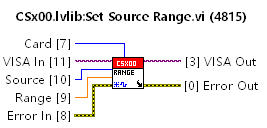 CSx00.lvlib:Set Source Range.vi (4815)
Card [7]
VISA In [11]
Source [10]
Range [9]
Error In [8]
CSX00
RANGE
[3] VISA Out
[0] Error Out